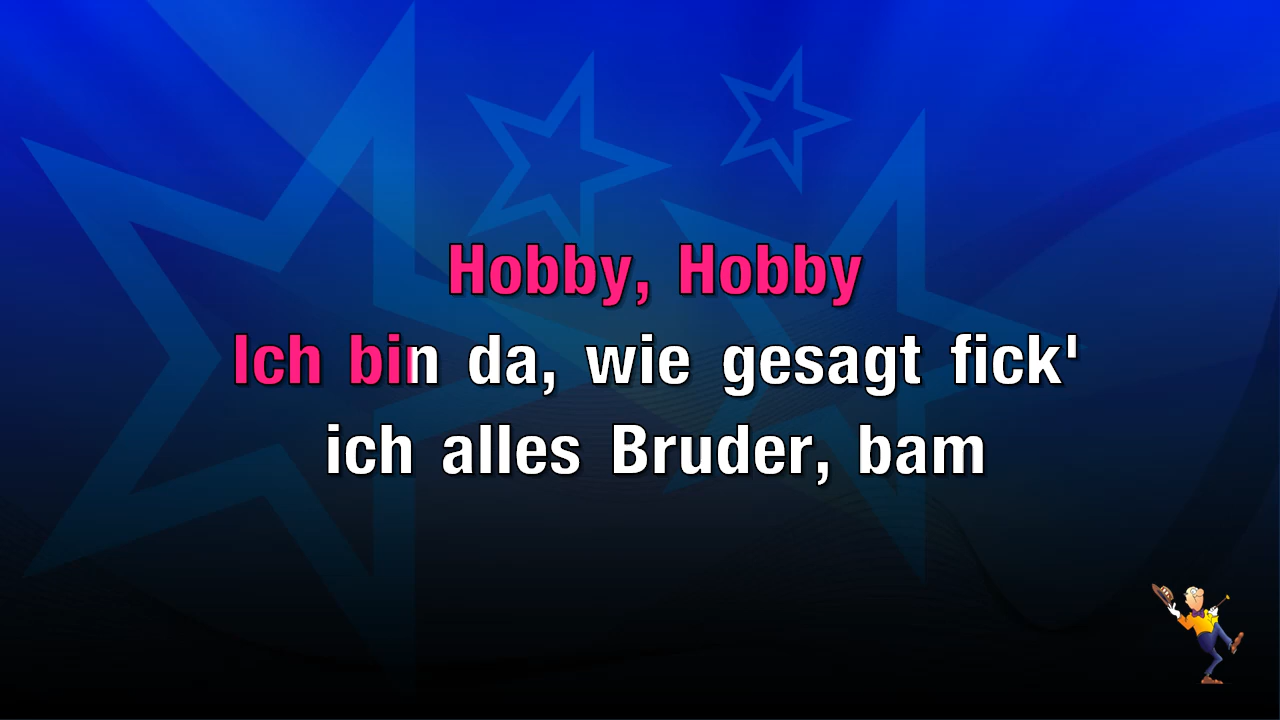 Hobby, Hobby
Ich bin da, wie gesagt fick'
ich alles Bruder, bam